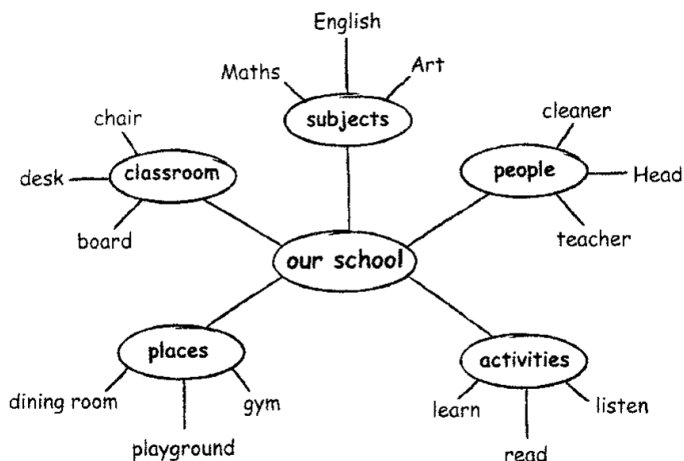 English
Maths
Art
subjects
chair
desk
classroom
board
cleaner
people
Head
teacher
our school
places
dining room
gym
playground
activities
learn
listen
read